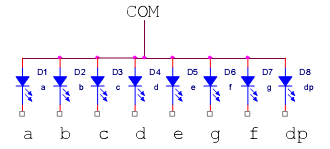 COM
D1 D2 D3 D4 D5 D6 D7 D8
a b c d e f g dp
a b c d e g f dp